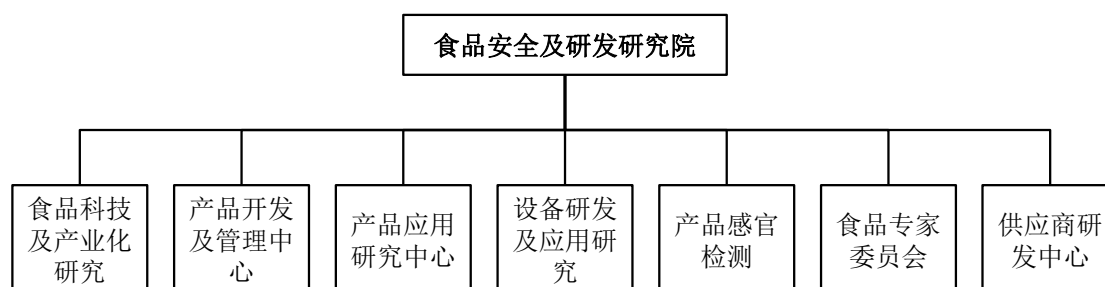 食品安全及研发研究院
食品科技
及产业化
研究
产品开发
及管理中
心
产品应用
研究中心
设备研发
及应用研
究
产品感官
检测
食品专家
委员会
供应商研
发中心